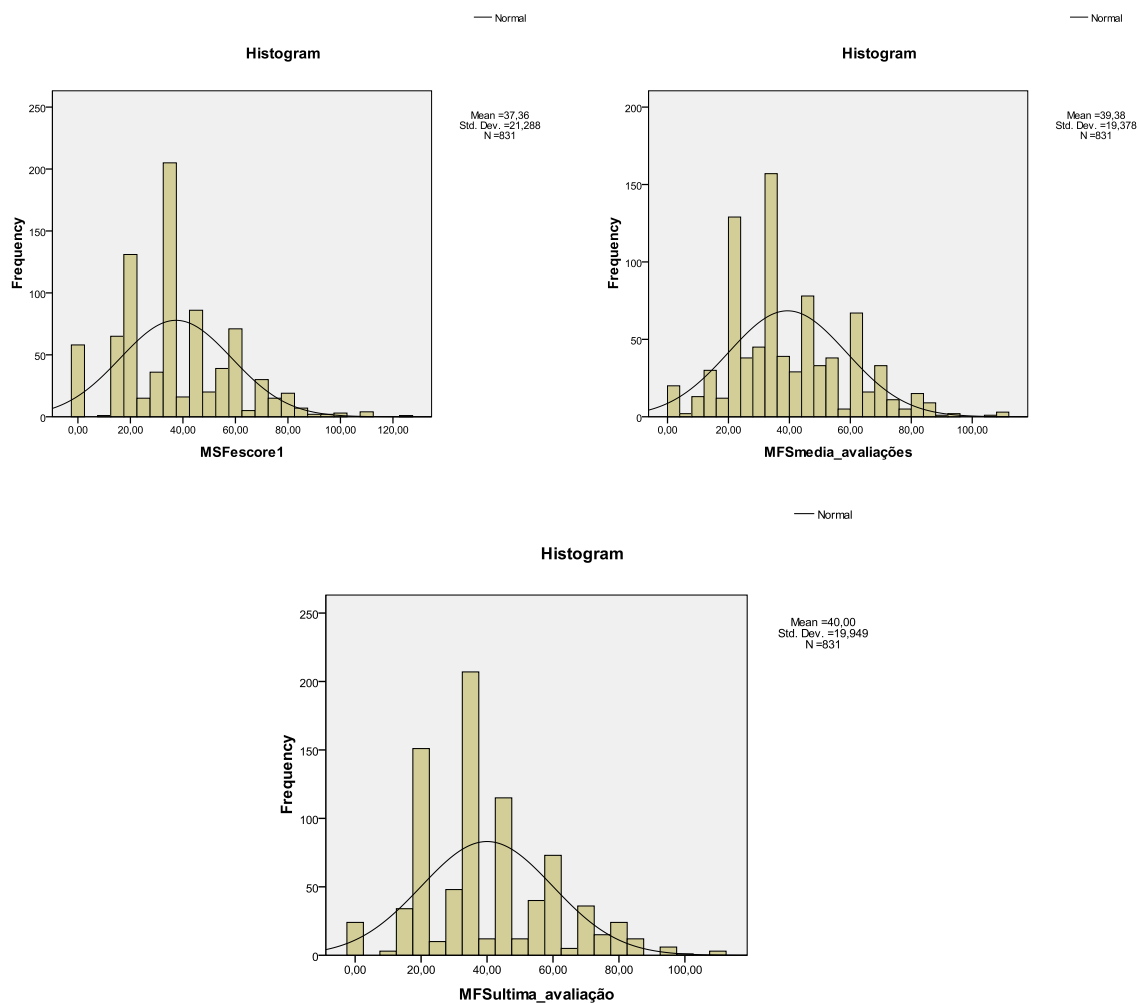 Normal
Histogram
Mean =37,36
Std. Dev. =21,288
N =831
250
200
150
100
50
0
Frequency
0,00 20,00 40,00 60,00 80,00 100,00 120,00
MSFescore1
Normal
Histogram
Mean =39,38
Std. Dev. =19,378
N =831
200
150
100
50
0
Frequency
0,00 20,00 40,00 60,00 80,00 100,00
MFSmedia_avaliações
Normal
Histogram
Mean =40,00
Std. Dev. =19,949
N =831
250
200
150
100
50
0
Frequency
0,00 20,00 40,00 60,00 80,00 100,00
MFSultima_avaliação